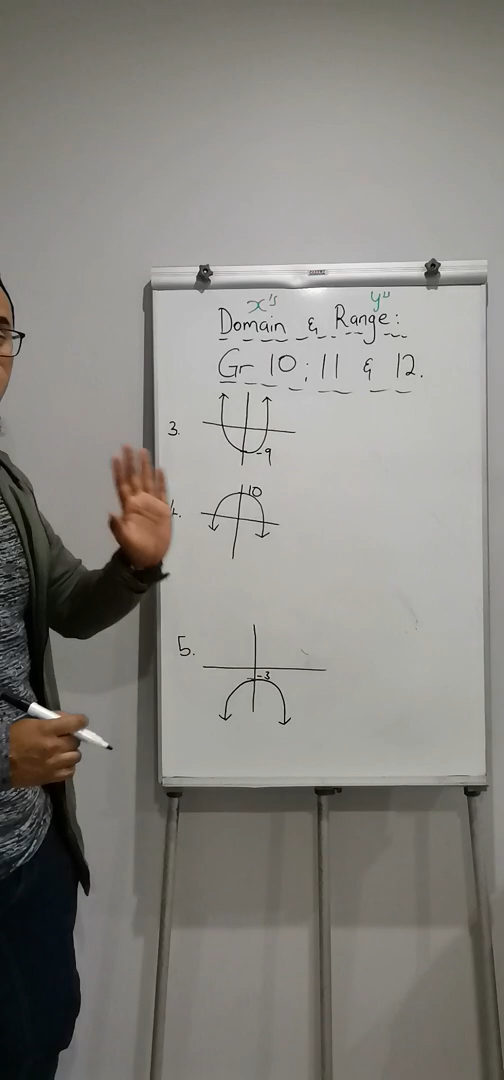 x's y's
Domain & Range:
Gr 10; 11 & 12.
3.
-9
10
5.
-3